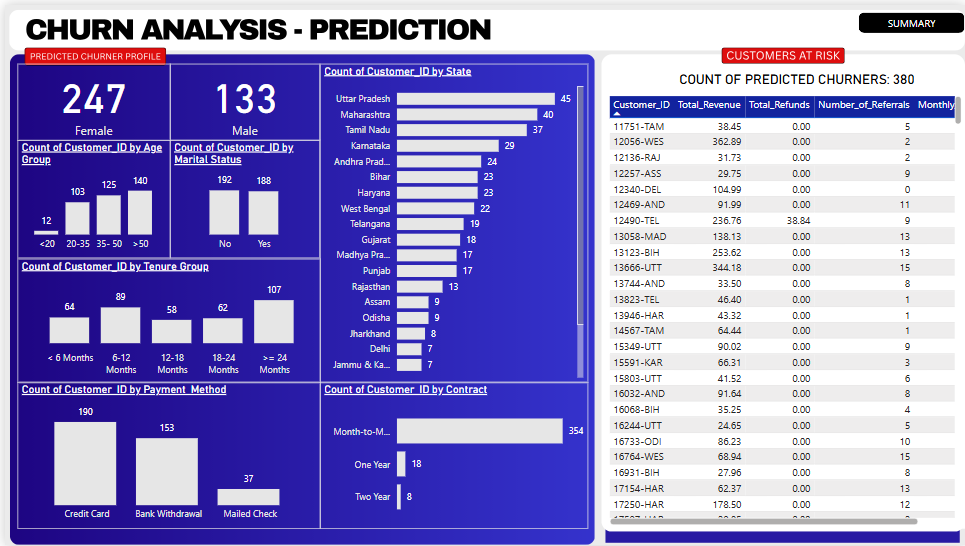 CHURN ANALYSIS - PREDICTION
SUMMARY
PREDICTED CHURNER PROFILE
247
Female
133
Male
Count of Customer_ID by Age
Group
12
103
125
140
<20 20-35 35- 50 >50
Count of Customer_ID by
Marital Status
192
188
No Yes
Count of Customer_ID by Tenure Group
64
89
58
62
107
< 6 Months
6-12
Months
12-18
Months
18-24
Months
>= 24
Months
Count of Customer_ID by Payment_Method
190
153
37
Credit Card
Bank Withdrawal
Mailed Check
Count of Customer_ID by State
Uttar Pradesh 45
Maharashtra 40
Tamil Nadu 37
Karnataka 29
Andhra Prad... 24
Bihar 23
Haryana 23
West Bengal 22
Telangana 19
Gujarat 18
Madhya Pra... 17
Punjab 17
Rajasthan 13
Assam 9
Odisha 9
Jharkhand 8
Delhi 7
Jammu & Ka... 7
Count of Customer_ID by Contract
Month-to-M... 354
One Year 18
Two Year 8
CUSTOMERS AT RISK
COUNT OF PREDICTED CHURNERS: 380
Customer_ID Total_Revenue Total_Refunds Number_of_Referrals Monthly
11751-TAM 38.45 0.00 5
12056-WES 362.89 0.00 2
12136-RAJ 31.73 0.00 2
12257-ASS 29.75 0.00 9
12340-DEL 104.99 0.00 0
12469-AND 91.99 0.00 11
12490-TEL 236.76 38.84 9
13058-MAD 138.13 0.00 13
13123-BIH 253.62 0.00 13
13666-UTT 344.18 0.00 15
13744-AND 33.50 0.00 8
13823-TEL 46.40 0.00 1
13946-HAR 43.32 0.00 1
14567-TAM 64.44 0.00 1
15349-UTT 90.02 0.00 9
15591-KAR 66.31 0.00 3
15803-UTT 41.52 0.00 6
16032-AND 91.64 0.00 8
16068-BIH 35.25 0.00 4
16244-UTT 24.65 0.00 5
16733-ODI 86.23 0.00 10
16764-WES 68.94 0.00 15
16931-BIH 27.96 0.00 8
17154-HAR 62.37 0.00 13
17250-HAR 178.50 0.00 12